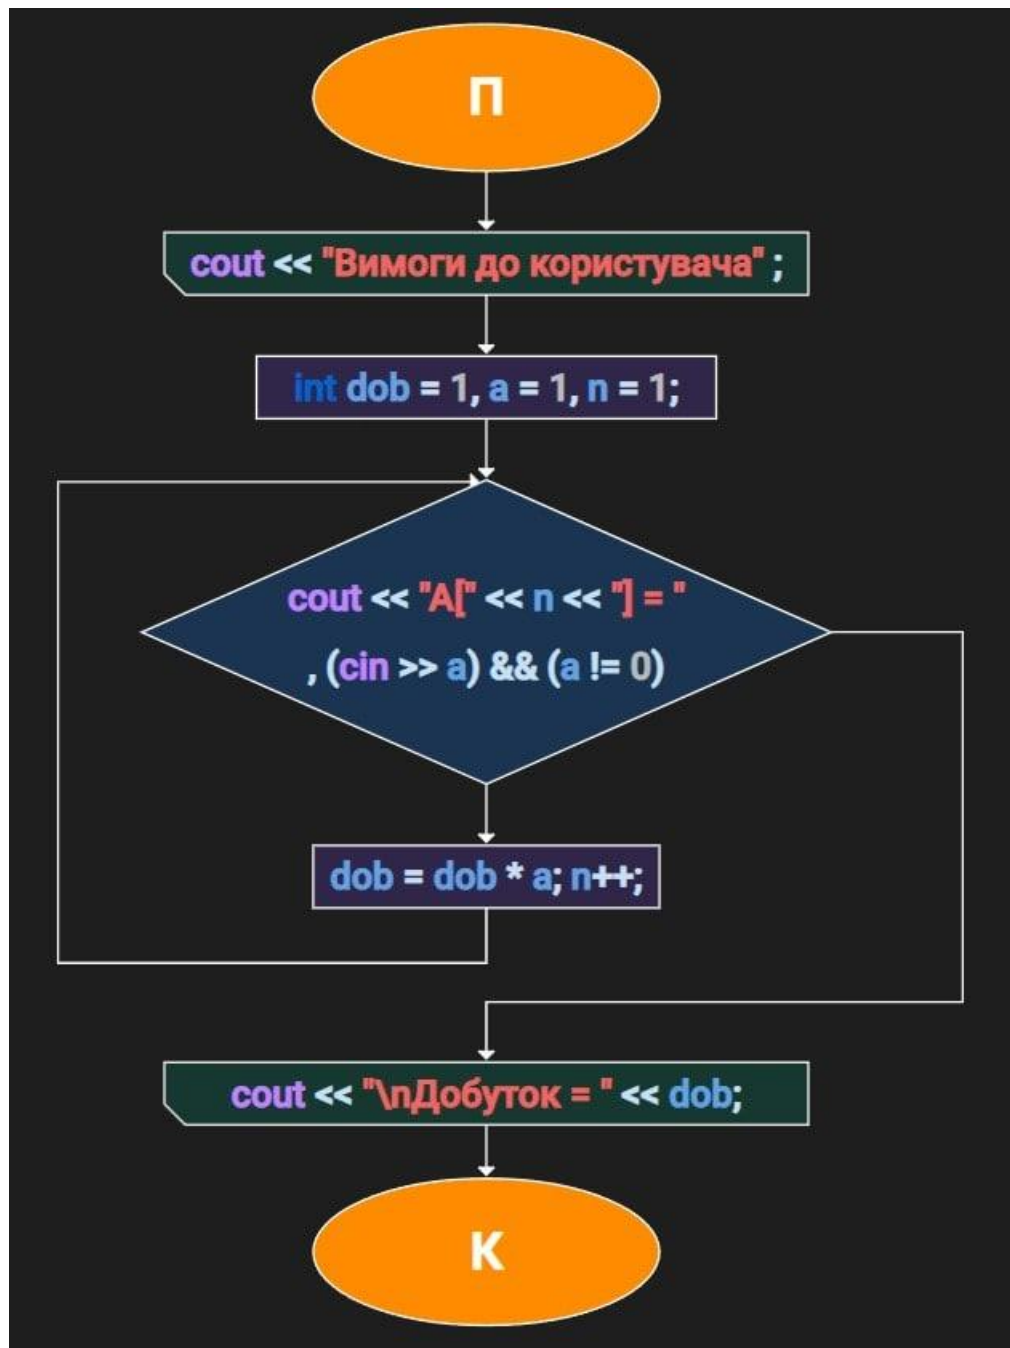 П
cout << "Вимоги до користувача" ;
int dob = 1, a = 1, n = 1;
cout << "A[" << n << "] = "
, (cin >> a) && (a != 0)
dob = dob * a; n++;
cout << "\nДобуток = " << dob;
К